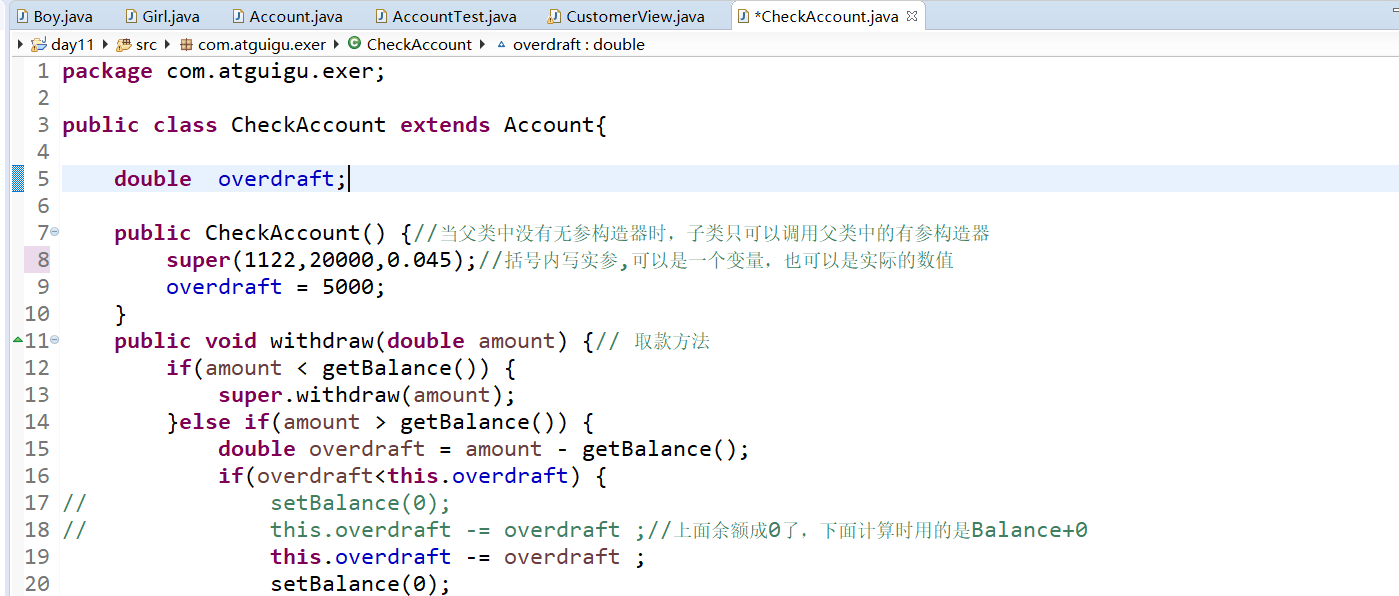 Boy.java Girl.java Account.java AccountTest.java CustomerView.java *CheckAccount.java
day11 src com.atguigu.exer CheckAccount overdraft : double
1 package com.atguigu.exer;
2
3 public class CheckAccount extends Account{
4
5 double  overdraft;
6
7 public CheckAccount() {//当父类中没有无参构造器时，子类只可以调用父类中的有参构造器
8 super(1122,20000,0.045);//括号内写实参,可以是一个变量，也可以是实际的数值
9 overdraft = 5000;
10 }
11 public void withdraw(double amount) {// 取款方法
12 if(amount < getBalance()) {
13 super.withdraw(amount);
14 }else if(amount > getBalance()) {
15 double overdraft = amount - getBalance();
16 if(overdraft<this.overdraft) {
17 // setBalance(0);
18 // this.overdraft -= overdraft ;//上面余额成0了，下面计算时用的是Balance+0
19 this.overdraft -= overdraft ;
20 setBalance(0);